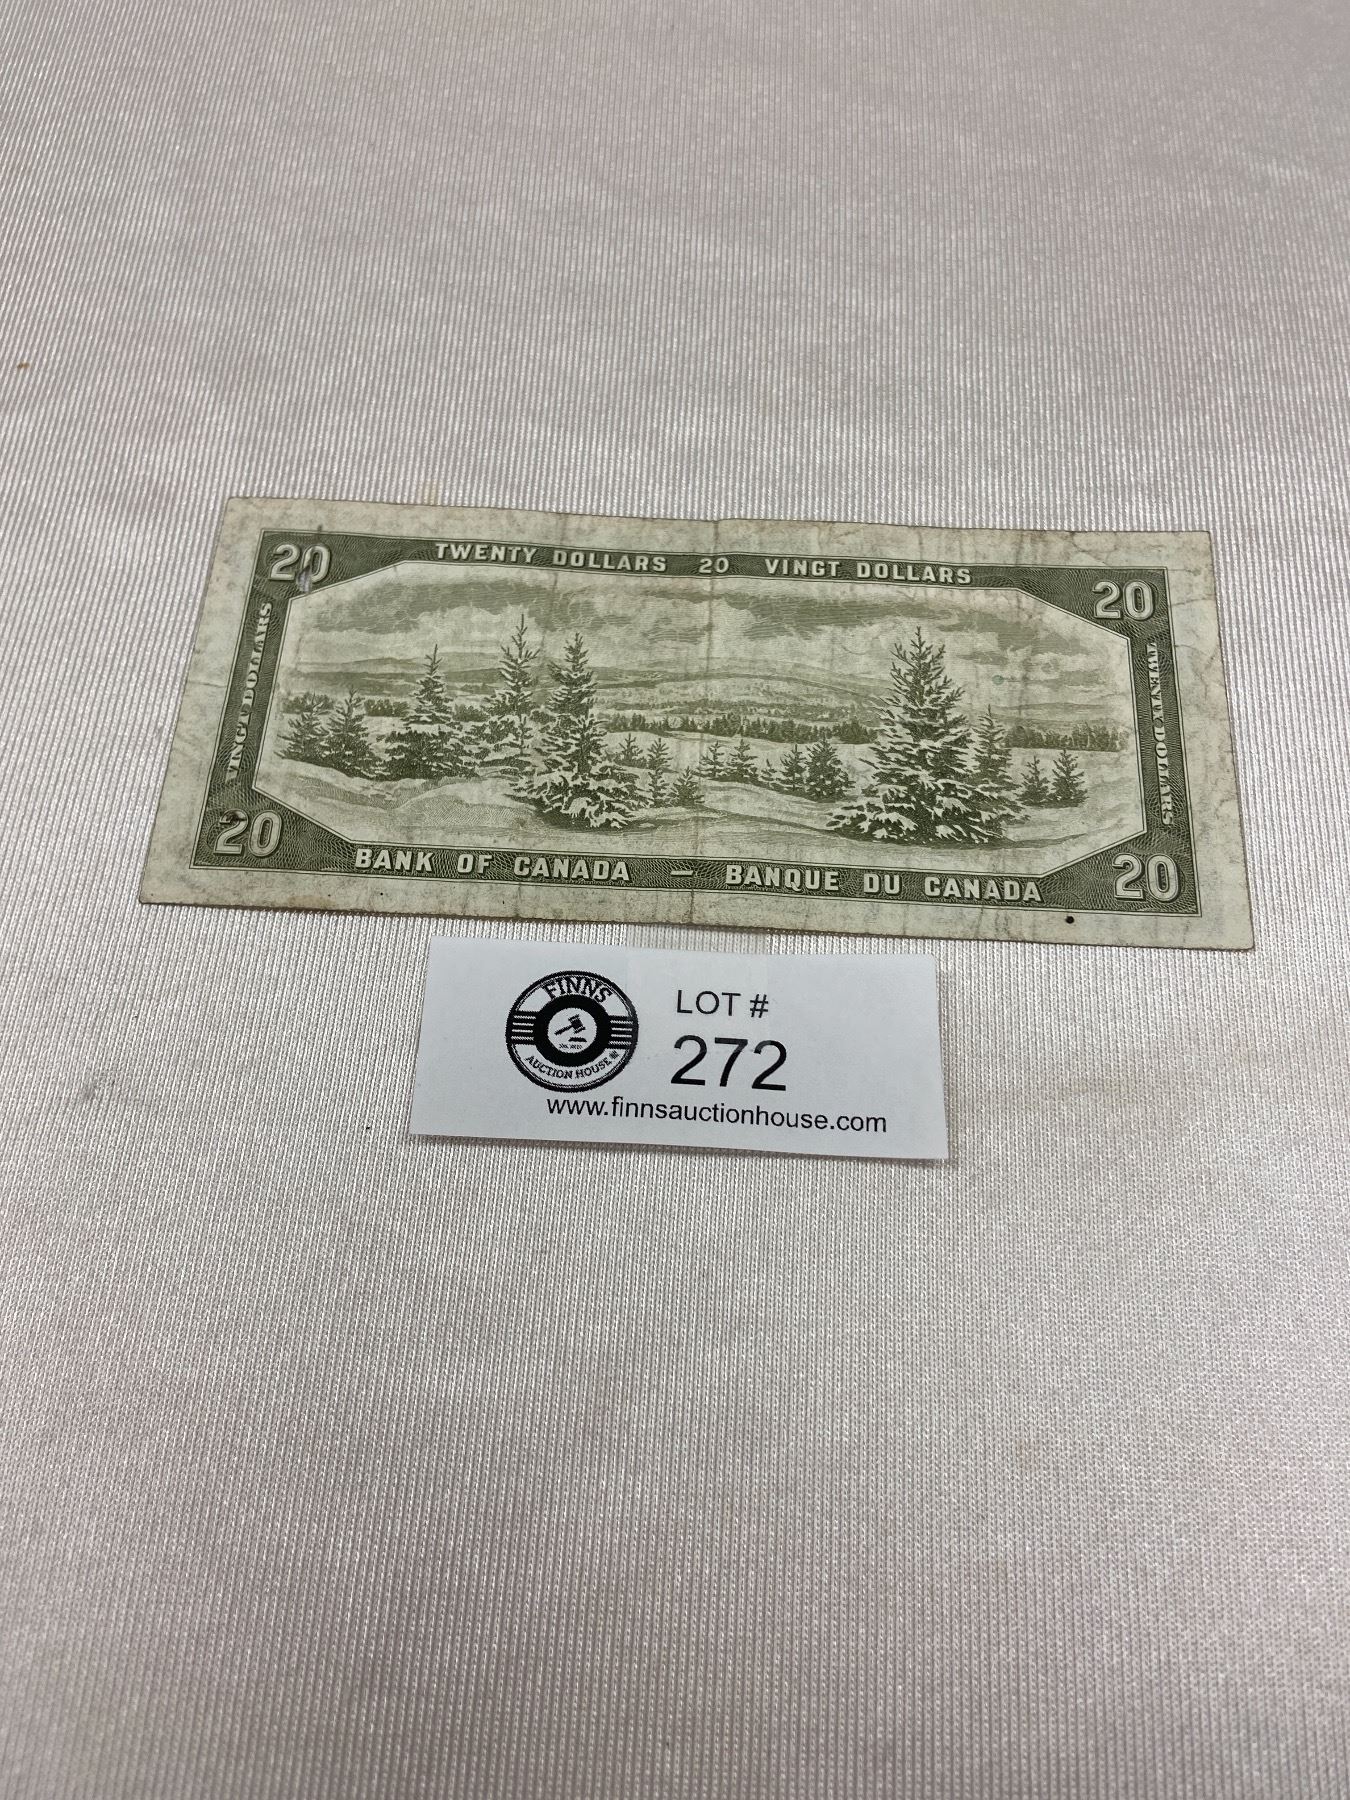 20 TWENTY DOLLARS 20 VINGT DOLLARS 20
VINGT DOLLARS
TWENTY DOLLARS
20 BANK OF CANADA — BANQUE DU CANADA 20
FINNS
AUCTION HOUSE
LOT #
272
www.finnsauctionhouse.com